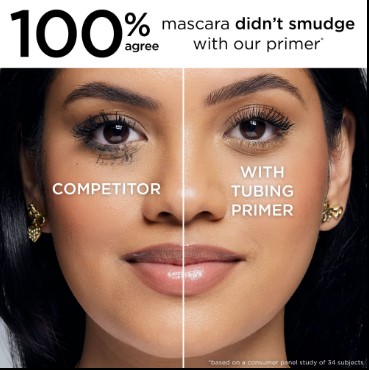 100% agree mascara didn't smudge
with our primer*
COMPETITOR
WITH
TUBING
PRIMER
*based on a consumer panel study of 34 subjects